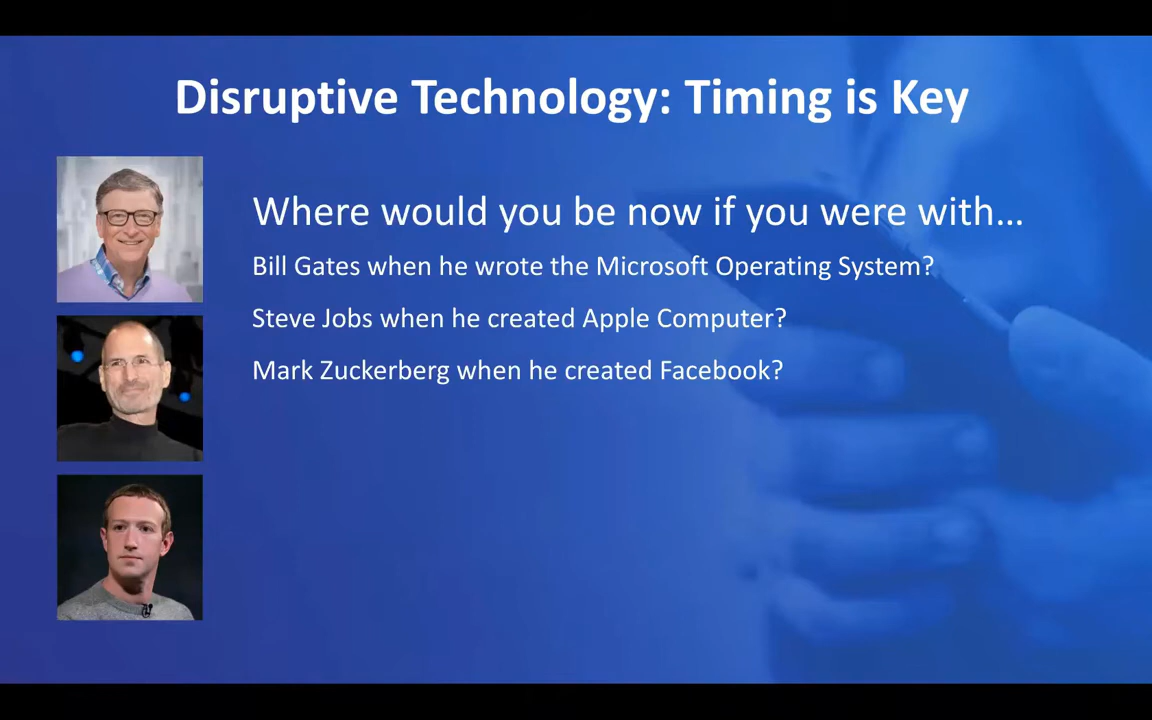 Disruptive Technology: Timing is Key
Where would you be now if you were with...
Bill Gates when he wrote the Microsoft Operating System?
Steve Jobs when he created Apple Computer?
Mark Zuckerberg when he created Facebook?